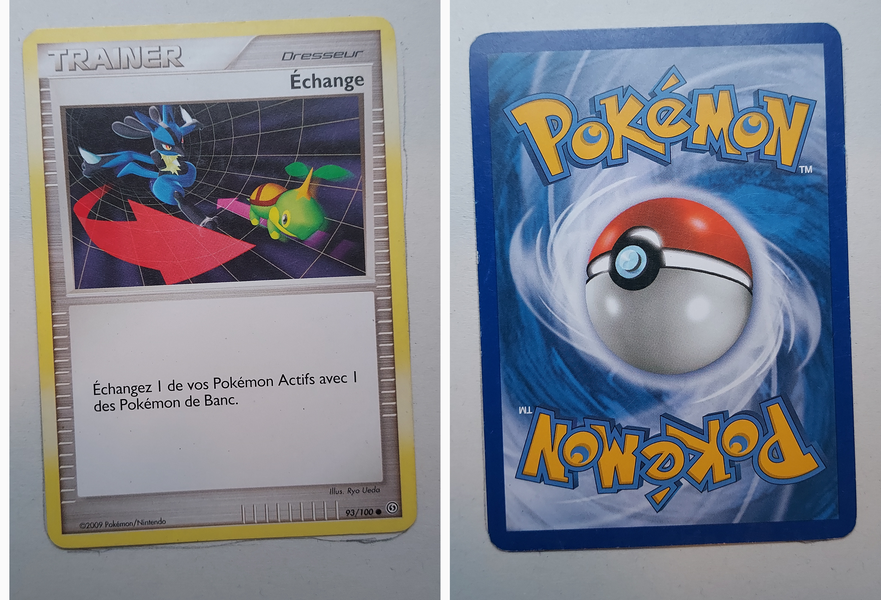 TRAINER
Dresseur
Échange
Échangez 1 de vos Pokémon Actifs avec 1
des Pokémon de Banc.
Illus. Ryo Ueda
©2009 Pokémon/Nintendo
93/100
POKéMON
TM
POKéMON
TM